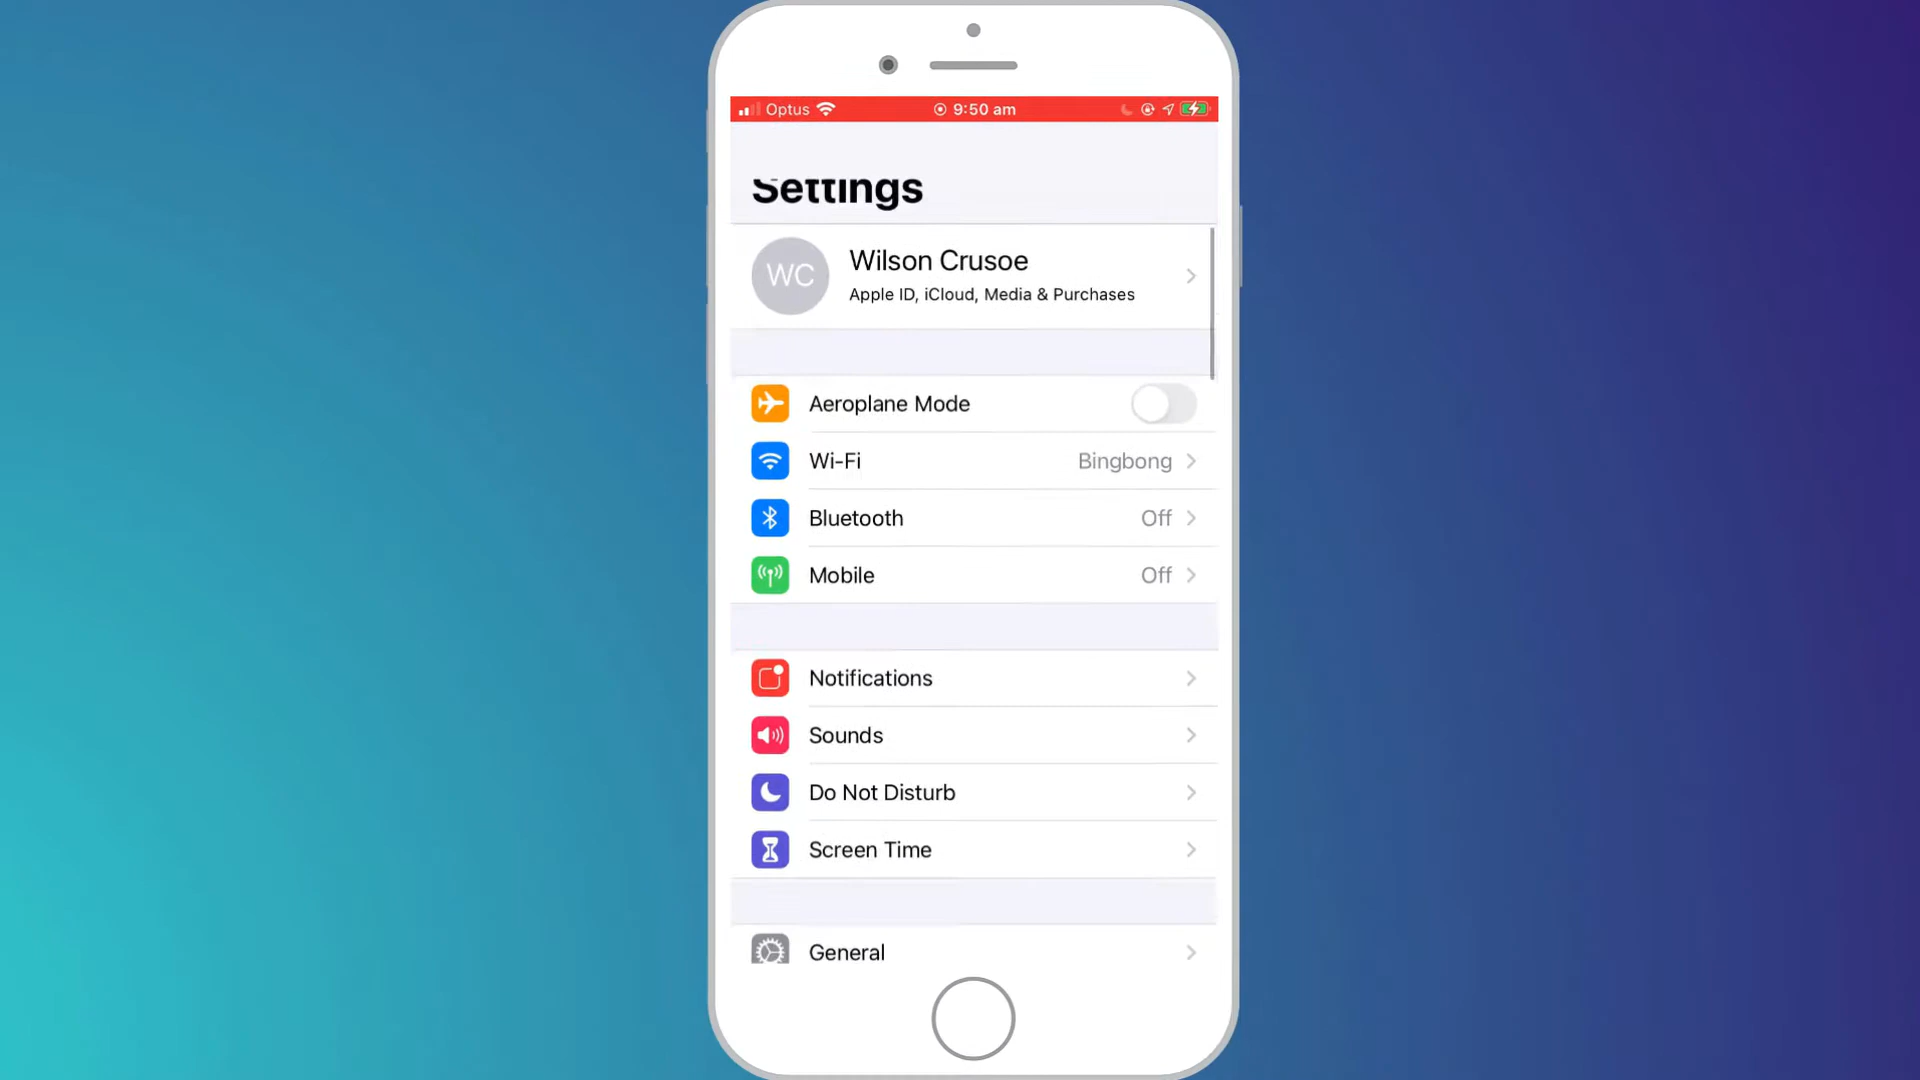 Optus 9:50 am
Settings
WC
Wilson Crusoe
Apple ID, iCloud, Media & Purchases
Aeroplane Mode
Wi-Fi Bingbong
Bluetooth Off
Mobile Off
Notifications
Sounds
Do Not Disturb
Screen Time
General